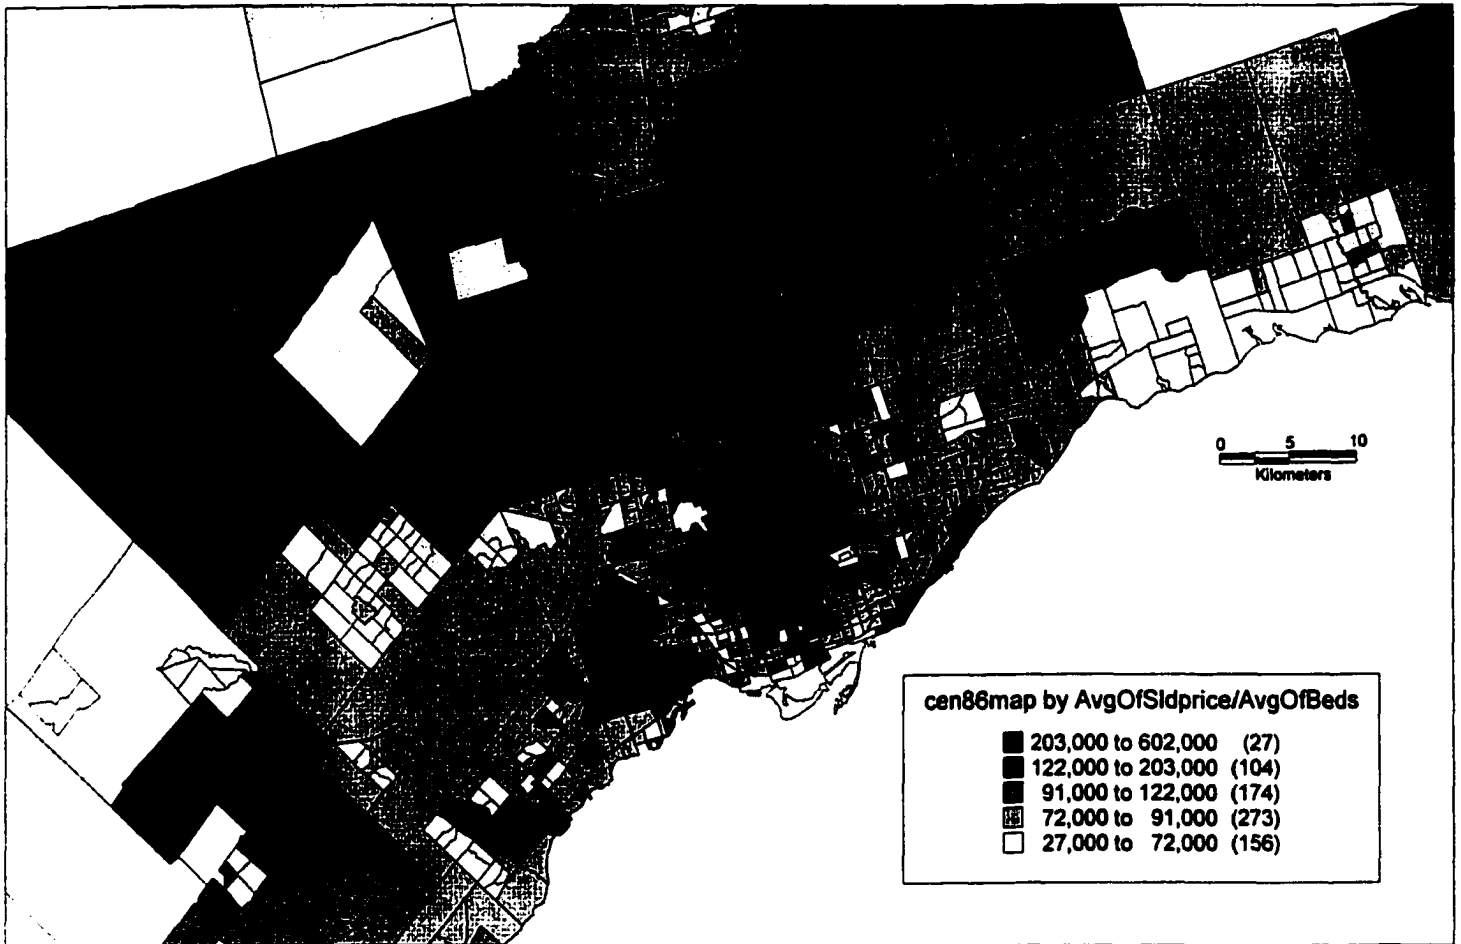 0 5 10
Kilometers
cen86map by AvgOfSldprice/AvgOfBeds
203,000 to 602,000 (27)
122,000 to 203,000 (104)
91,000 to 122,000 (174)
72,000 to 91,000 (273)
27,000 to 72,000 (156)